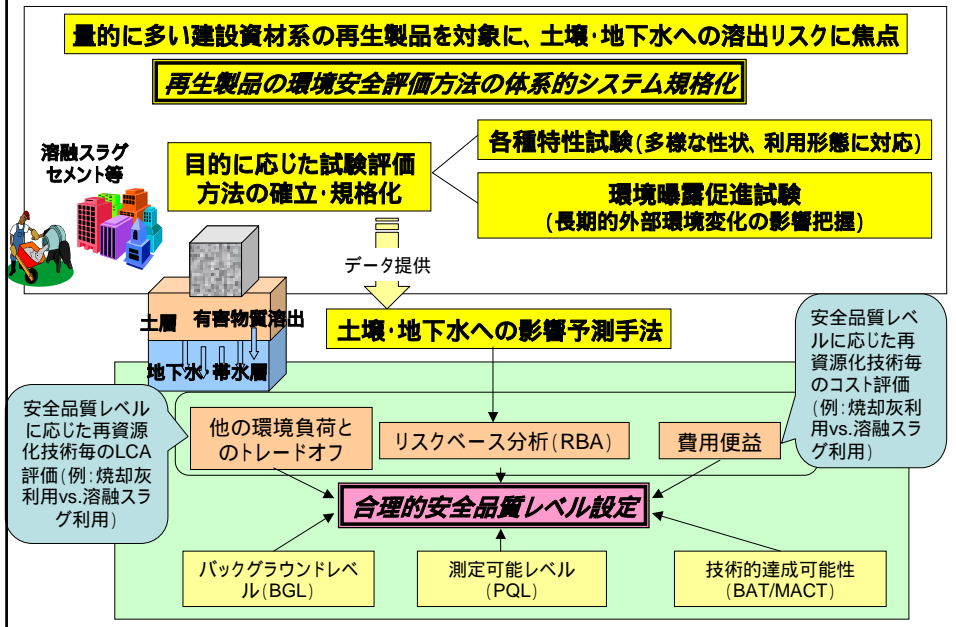 量的に多い建設資材系の再生製品を対象に、土壌・地下水への溶出リスクに焦点
再生製品の環境安全評価方法の体系的システム規格化
溶融スラグ
セメント等
目的に応じた試験評価
方法の確立・規格化
各種特性試験(多様な性状、利用形態に対応)
環境曝露促進試験
(長期的外部環境変化の影響把握)
データ提供
土層 有害物質溶出
地下水・帯水層
土壌・地下水への影響予測手法
安全品質レベ
ルに応じた再
資源化技術毎
のコスト評価
(例:焼却灰利
用vs.溶融スラ
グ利用)
安全品質レベル
に応じた再資源
化技術毎のLCA
評価(例:焼却灰
利用vs.溶融スラ
グ利用)
他の環境負荷と
のトレードオフ
リスクベース分析(RBA)
費用便益
合理的安全品質レベル設定
バックグラウンドレベ
ル(BGL)
測定可能レベル
(PQL)
技術的達成可能性
(BAT/MACT)